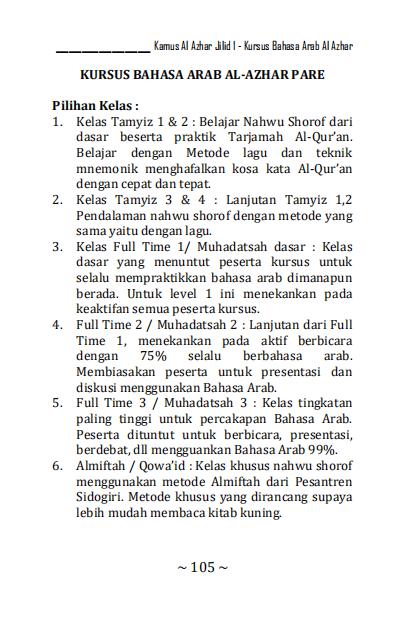 Kamus Al Azhar Jilid I - Kursus Bahasa Arab Al Azhar
KURSUS BAHASA ARAB AL-AZHAR PARE
Pilihan Kelas :
1. Kelas Tamyiz 1 & 2 : Belajar Nahwu Shorof dari
dasar beserta praktik Tarjamah Al-Qur’an.
Belajar dengan Metode lagu dan teknik
mnemonik menghafalkan kosa kata Al-Qur’an
dengan cepat dan tepat.
2. Kelas Tamyiz 3 & 4 : Lanjutan Tamyiz 1,2
Pendalaman nahwu shorof dengan metode yang
sama yaitu dengan lagu.
3. Kelas Full Time 1/ Muhadatsah dasar : Kelas
dasar yang menuntut peserta kursus untuk
selalu mempraktikkan bahasa arab dimanapun
berada. Untuk level 1 ini menekankan pada
keaktifan semua peserta kursus.
4. Full Time 2 / Muhadatsah 2 : Lanjutan dari Full
Time 1, menekankan pada aktif berbicara
dengan 75% selalu berbahasa arab.
Membiasakan peserta untuk presentasi dan
diskusi menggunakan Bahasa Arab.
5. Full Time 3 / Muhadatsah 3 : Kelas tingkatan
paling tinggi untuk percakapan Bahasa Arab.
Peserta dituntut untuk berbicara, presentasi,
berdebat, dll mengguankan Bahasa Arab 99%.
6. Almiftah / Qowa’id : Kelas khusus nahwu shorof
menggunakan metode Almiftah dari Pesantren
Sidogiri. Metode khusus yang dirancang supaya
lebih mudah membaca kitab kuning.
~ 105 ~